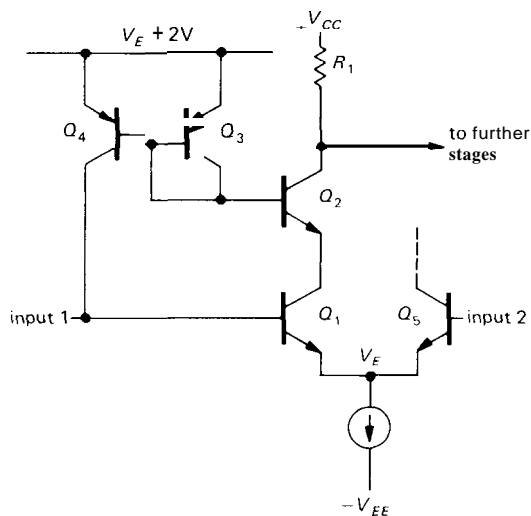 V_E + 2V
V_CC
R_1
Q_4
Q_3
to further
stages
Q_2
input 1
Q_1
Q_5
input 2
V_E
−V_EE